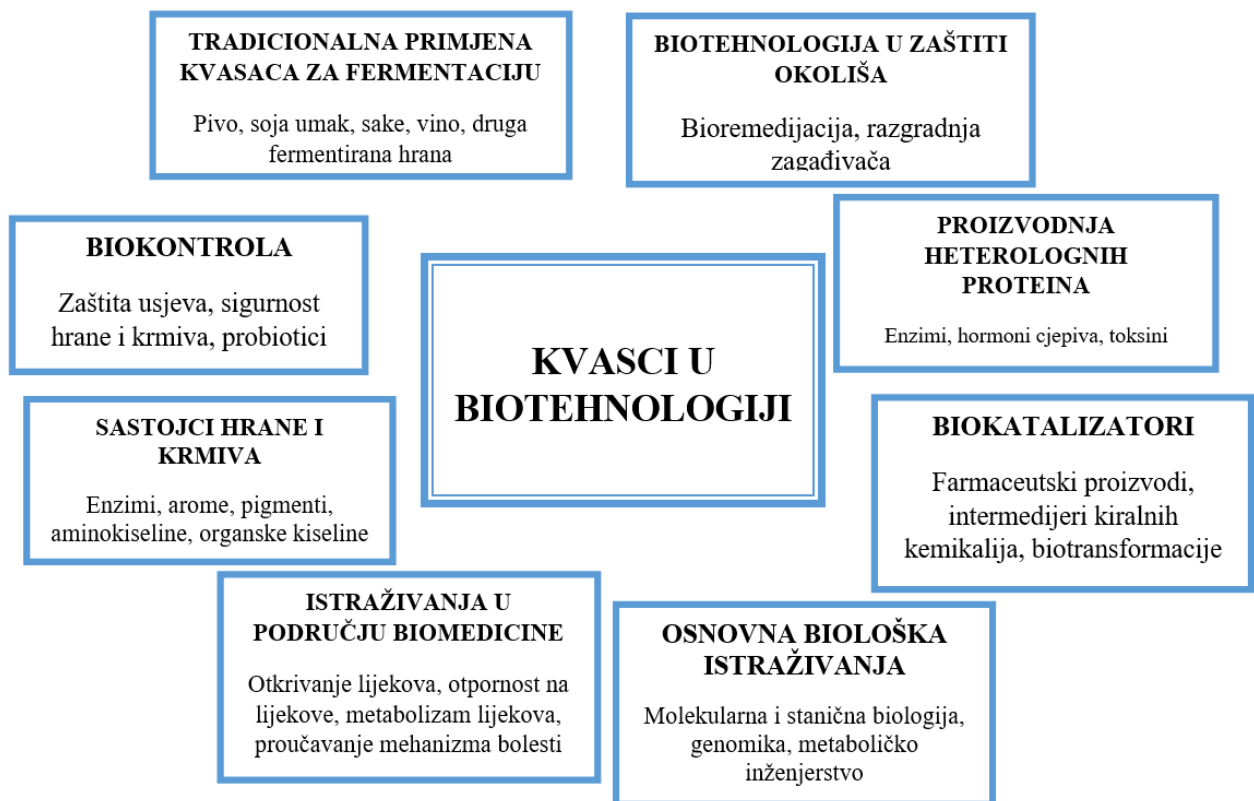 TRADICIONALNA PRIMJENA
KVASACA ZA FERMENTACIJU
Pivo, soja umak, sake, vino, druga
fermentirana hrana
BIOTEHNOLOGIJA U ZAŠTITI
OKOLIŠA
Bioremedijacija, razgradnja
zagađivača
BIOKONTROLA
Zaštita usjeva, sigurnost
hrane i krmiva, probiotici
PROIZVODNJA
HETEROLOGNIH
PROTEINA
Enzimi, hormoni cjepiva, toksini
KVASCI U
BIOTEHNOLOGIJI
SASTOJCI HRANE I
KRMIVA
Enzimi, arome, pigmenti,
aminokiseline, organske kiseline
BIOKATALIZATORI
Farmaceutski proizvodi,
intermedijeri kiralnih
kemikalija, biotransformacije
ISTRAŽIVANJA U
PODRUČJU BIOMEDICINE
Otkrivanje lijekova, otpornost na
lijekove, metabolizam lijekova,
proučavanje mehanizma bolesti
OSNOVNA BIOLOŠKA
ISTRAŽIVANJA
Molekularna i stanična biologija,
genomika, metaboličko
inženjerstvo